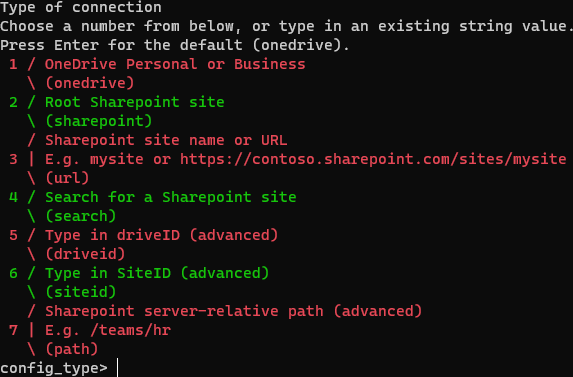 Type of connection
Choose a number from below, or type in an existing string value.
Press Enter for the default (onedrive).
 1 / OneDrive Personal or Business
   \ (onedrive)
 2 / Root Sharepoint site
   \ (sharepoint)
   / Sharepoint site name or URL
 3 | E.g. mysite or https://contoso.sharepoint.com/sites/mysite
   \ (url)
 4 / Search for a Sharepoint site
   \ (search)
 5 / Type in driveID (advanced)
   \ (driveid)
 6 / Type in SiteID (advanced)
   \ (siteid)
   / Sharepoint server-relative path (advanced)
 7 | E.g. /teams/hr
   \ (path)
config_type>